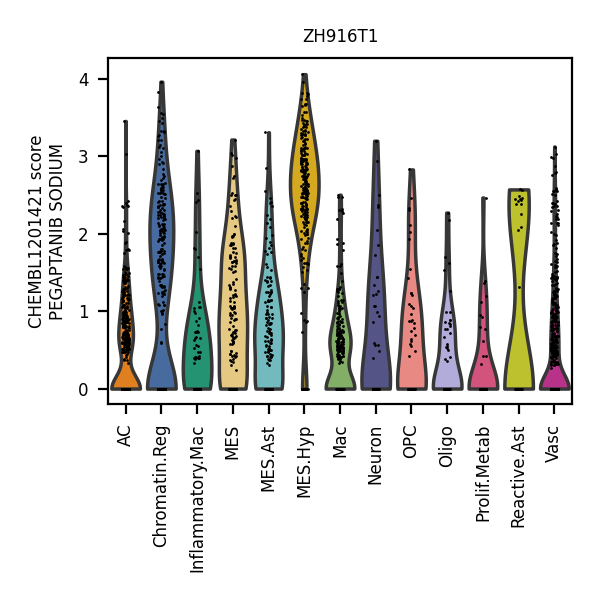 ZH916T1
CHEMBL1201421 score
PEGAPTANIB SODIUM
4
3
2
1
0
AC
Chromatin.Reg
Inflammatory.Mac
MES
MES.Ast
MES.Hyp
Mac
Neuron
OPC
Oligo
Prolif.Metab
Reactive.Ast
Vasc